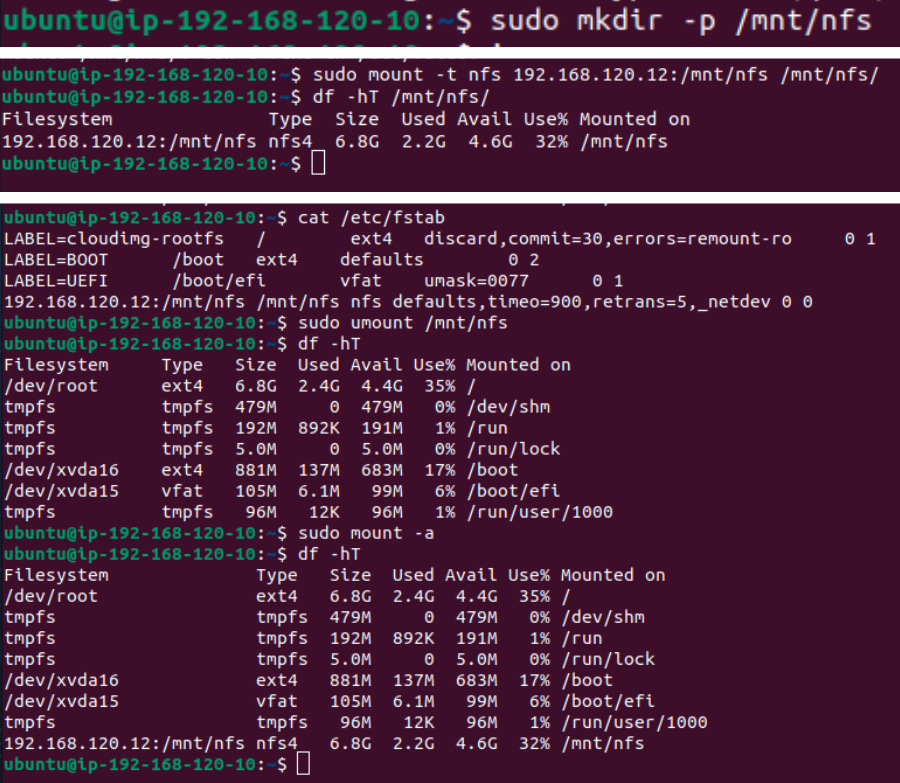 ubuntu@ip-192-168-120-10:~$ sudo mkdir -p /mnt/nfs
ubuntu@ip-192-168-120-10:~$ sudo mount -t nfs 192.168.120.12:/mnt/nfs /mnt/nfs/
ubuntu@ip-192-168-120-10:~$ df -hT /mnt/nfs/
Filesystem              Type  Size  Used Avail Use% Mounted on
192.168.120.12:/mnt/nfs nfs4  6.8G  2.2G  4.6G  32% /mnt/nfs
ubuntu@ip-192-168-120-10:~$
ubuntu@ip-192-168-120-10:~$ cat /etc/fstab
LABEL=cloudimg-rootfs   /        ext4   discard,commit=30,errors=remount-ro     0 1
LABEL=BOOT      /boot   ext4    defaults        0 2
LABEL=UEFI      /boot/efi       vfat    umask=0077      0 1
192.168.120.12:/mnt/nfs /mnt/nfs nfs defaults,timeo=900,retrans=5,_netdev 0 0
ubuntu@ip-192-168-120-10:~$ sudo umount /mnt/nfs
ubuntu@ip-192-168-120-10:~$ df -hT
Filesystem     Type   Size  Used Avail Use% Mounted on
/dev/root      ext4   6.8G  2.4G  4.4G  35% /
tmpfs          tmpfs  479M     0  479M   0% /dev/shm
tmpfs          tmpfs  192M  892K  191M   1% /run
tmpfs          tmpfs  5.0M     0  5.0M   0% /run/lock
/dev/xvda16    ext4   881M  137M  683M  17% /boot
/dev/xvda15    vfat   105M  6.1M   99M   6% /boot/efi
tmpfs          tmpfs   96M   12K   96M   1% /run/user/1000
ubuntu@ip-192-168-120-10:~$ sudo mount -a
ubuntu@ip-192-168-120-10:~$ df -hT
Filesystem              Type   Size  Used Avail Use% Mounted on
/dev/root               ext4   6.8G  2.4G  4.4G  35% /
tmpfs                   tmpfs  479M     0  479M   0% /dev/shm
tmpfs                   tmpfs  192M  892K  191M   1% /run
tmpfs                   tmpfs  5.0M     0  5.0M   0% /run/lock
/dev/xvda16             ext4   881M  137M  683M  17% /boot
/dev/xvda15             vfat   105M  6.1M   99M   6% /boot/efi
tmpfs                   tmpfs   96M   12K   96M   1% /run/user/1000
192.168.120.12:/mnt/nfs nfs4   6.8G  2.2G  4.6G  32% /mnt/nfs
ubuntu@ip-192-168-120-10:~$